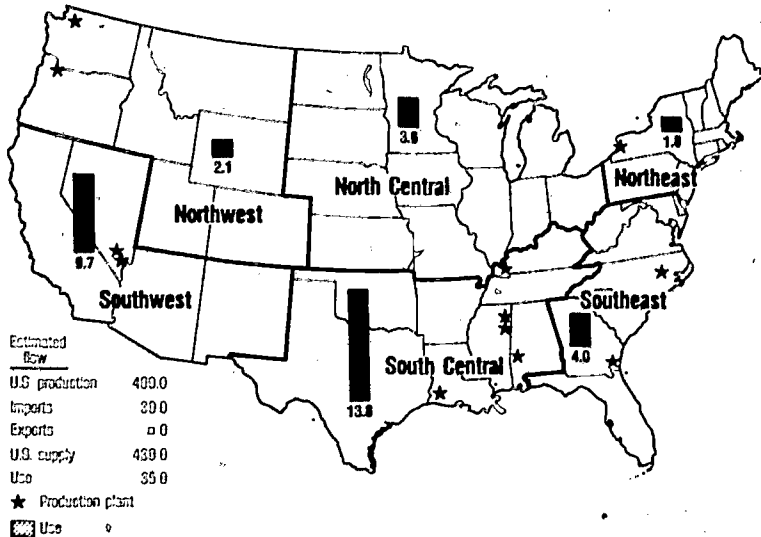 3.6
1.8
2.1
North Central
Northeast
Northwest
9.7
Southwest
Southeast
4.0
South Central
13.8
Estimated
flow
U.S. production 400.0
Imports 30.0
Exports 0
U.S. supply 430.0
Use 35.0
Production plant
Use